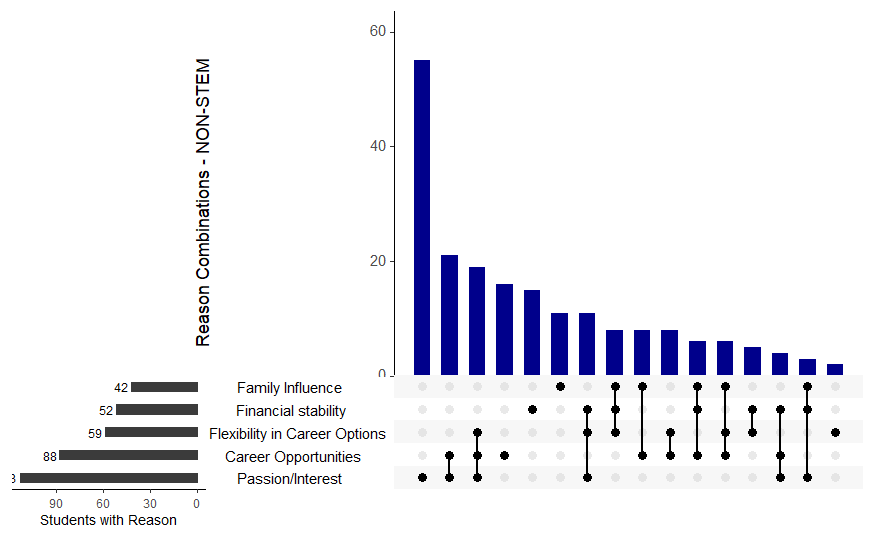 Reason Combinations - NON-STEM
60
40
20
0
42 Family Influence
52 Financial stability
59 Flexibility in Career Options
88 Career Opportunities
3 Passion/Interest
90 60 30 0
Students with Reason